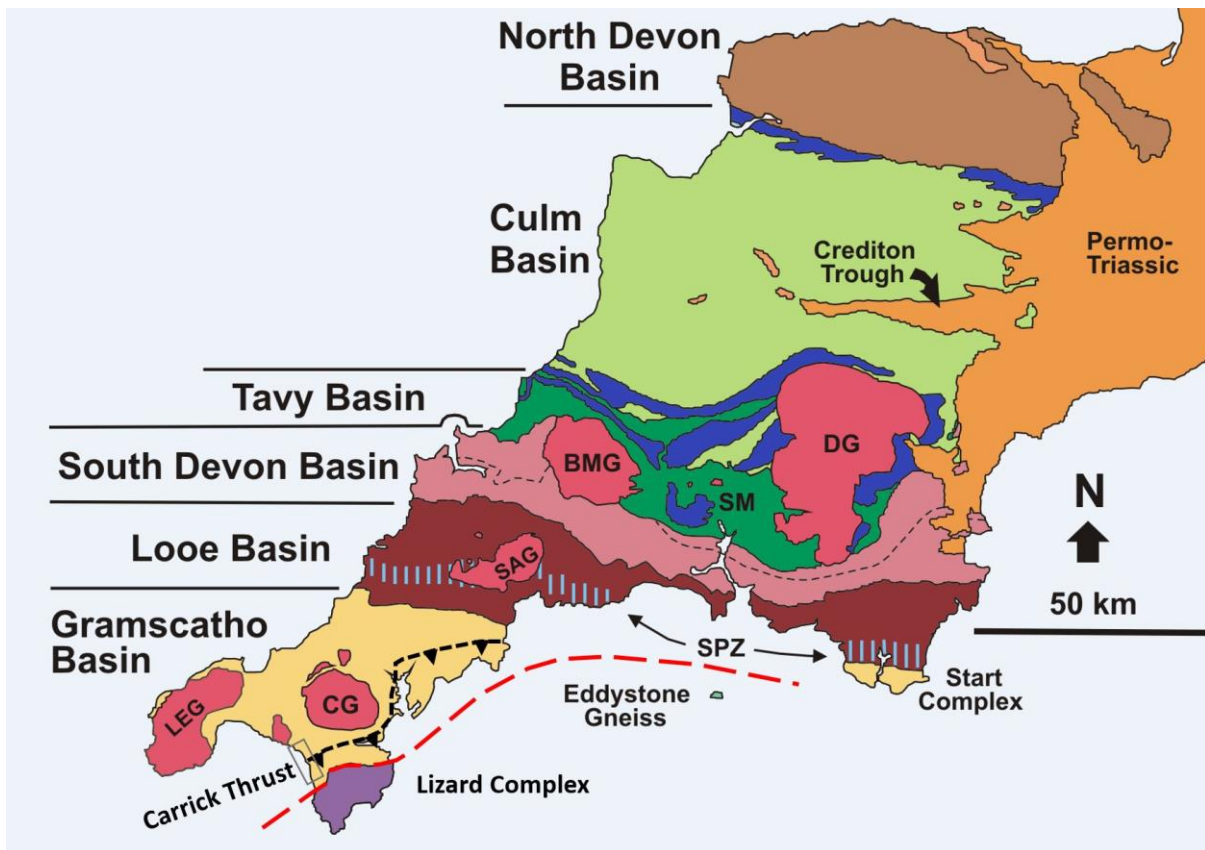 North Devon
Basin
Culm
Basin
Crediton
Trough
Permo-
Triassic
Tavy Basin
South Devon Basin
BMG
DG
SM
N
Looe Basin
SAG
50 km
Gramscatho
Basin
SPZ
Start
Complex
Eddystone
Gneiss
LEG
CG
Carrick Thrust
Lizard Complex